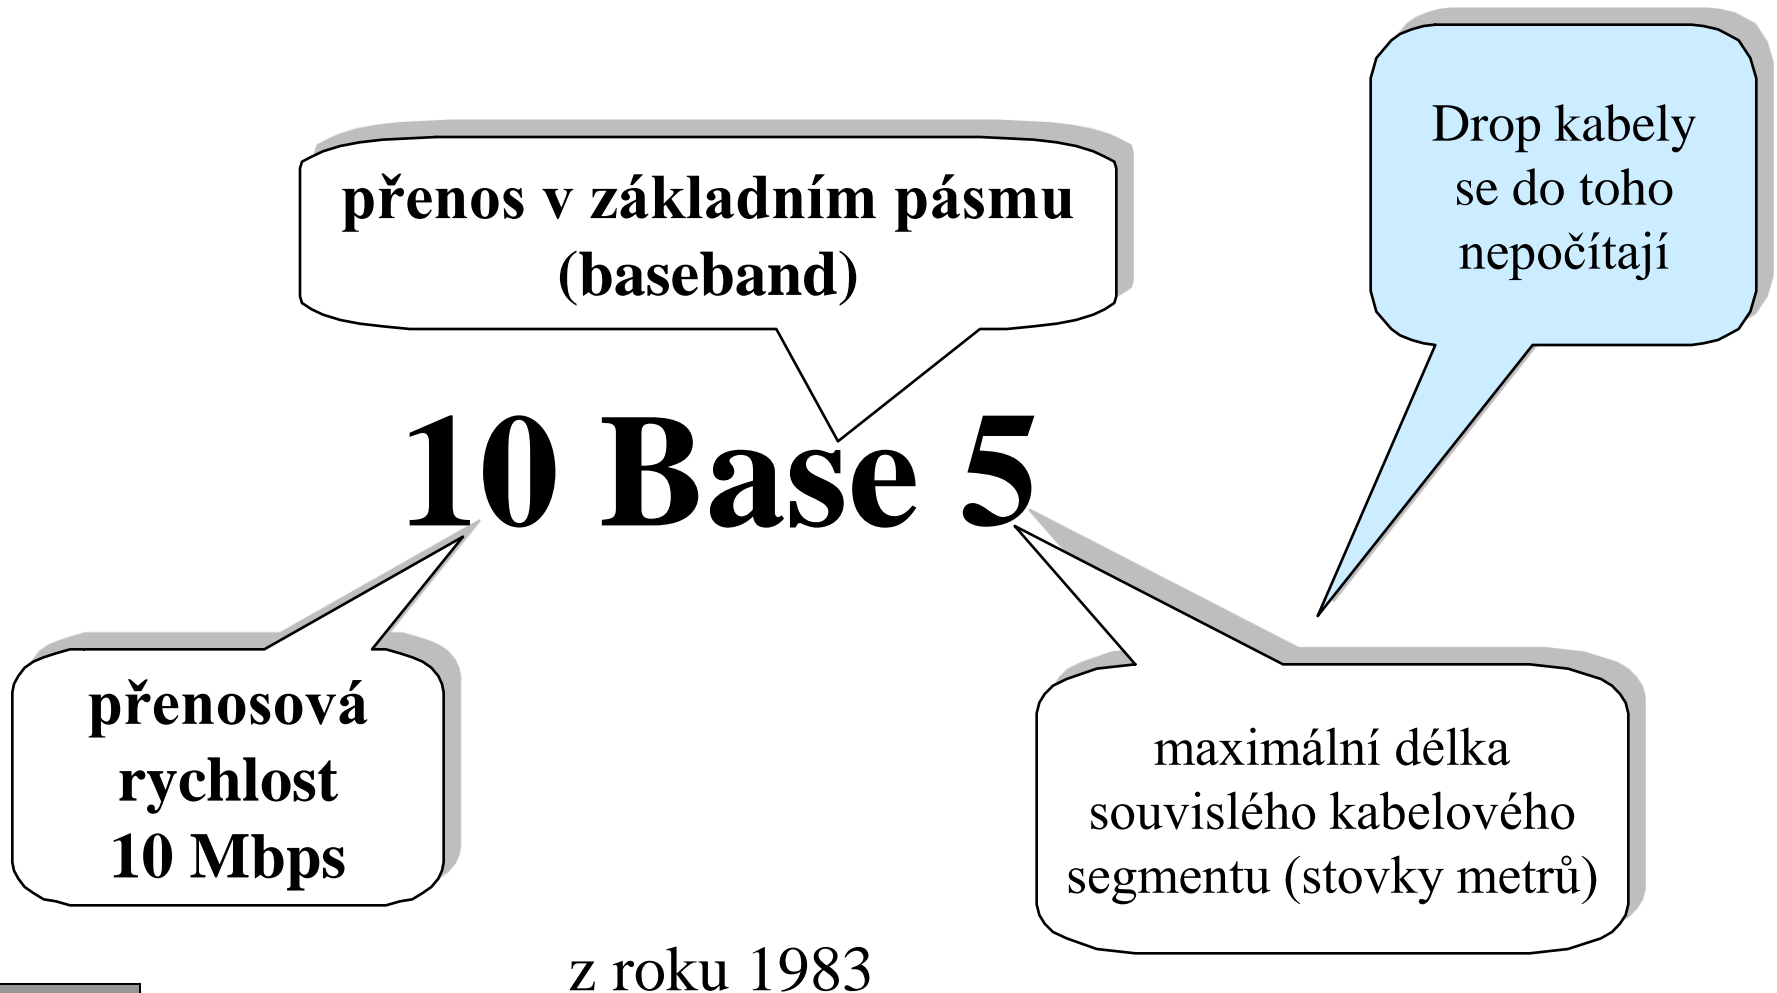 Drop kabely
se do toho
nepočítají
přenos v základním pásmu
(baseband)
10 Base 5
přenosová
rychlost
10 Mbps
maximální délka
souvislého kabelového
segmentu (stovky metrů)
z roku 1983